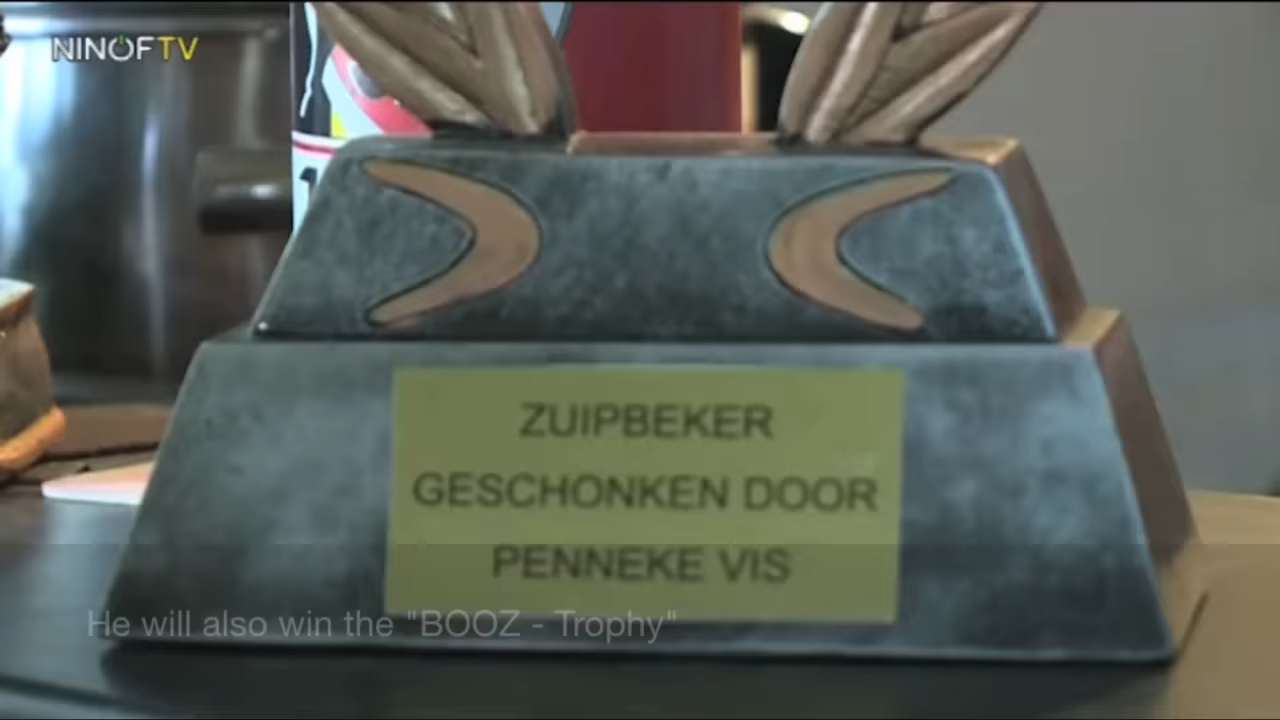 NINOFTV
ZUIPBEKER
GESCHONKEN DOOR
PENNEKE VIS
He will also win the "BOOZ - Trophy"